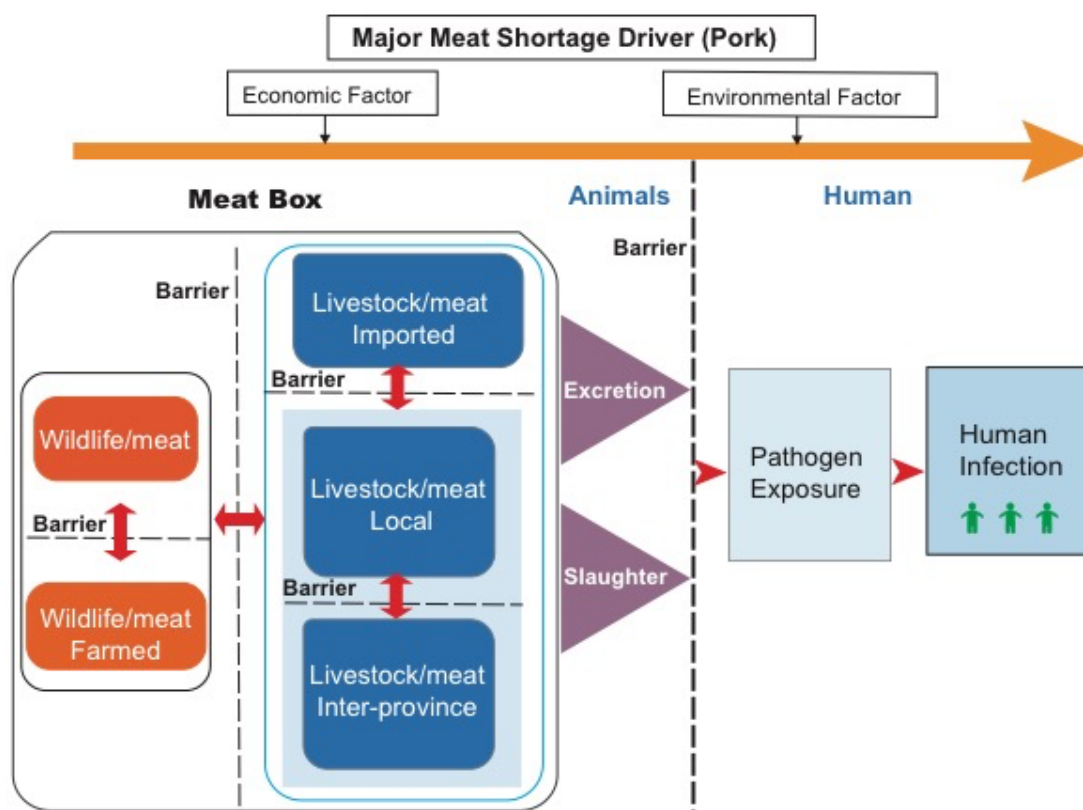 Major Meat Shortage Driver (Pork)
Economic Factor
Environmental Factor
Meat Box
Animals
Human
Barrier
Barrier
Livestock/meat
Imported
Barrier
Excretion
Wildlife/meat
Human
Infection
Pathogen
Exposure
Livestock/meat
Local
Barrier
Barrier
Slaughter
Wildlife/meat
Farmed
Livestock/meat
Inter-province